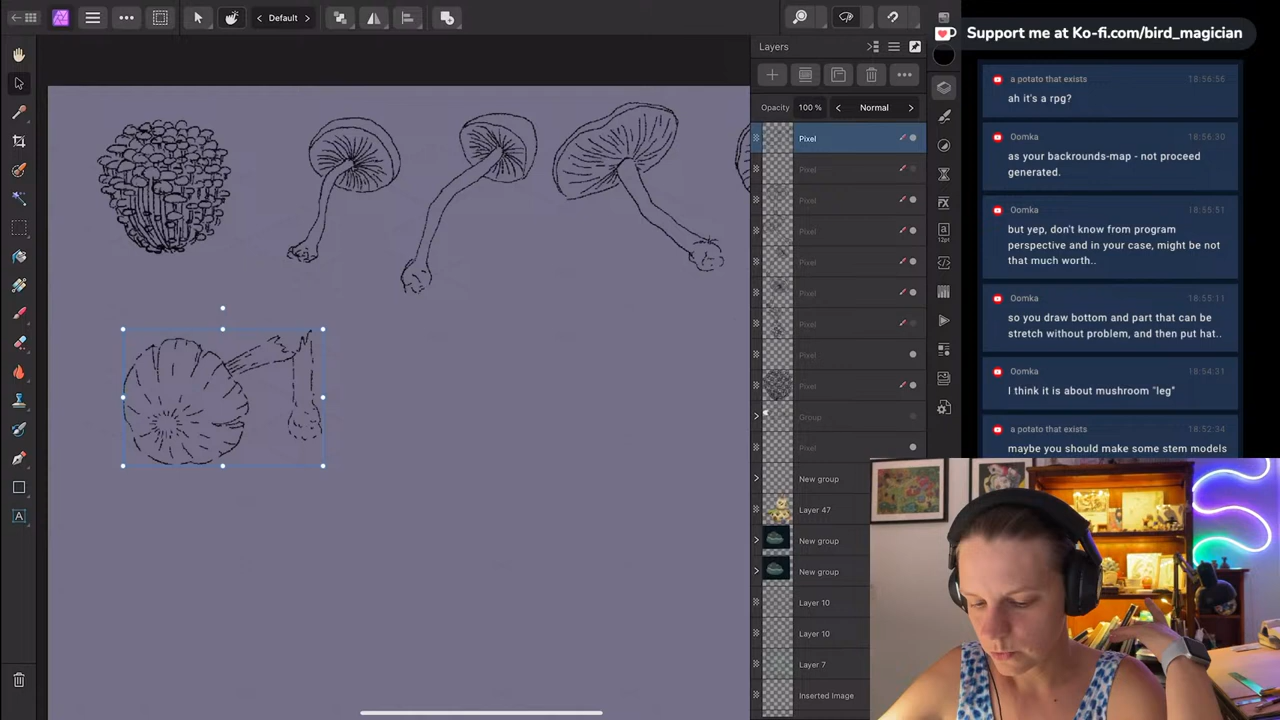 Default
Support me at Ko-fi.com/bird_magician
Layers
Opacity 100 % Normal
Pixel
Pixel
Pixel
Pixel
Pixel
Pixel
Pixel
Pixel
Pixel
Group
Pixel
New group
Layer 47
New group
New group
Layer 10
Layer 10
Layer 7
Inserted Image
A
a
12pt
FX
a potato that exists 18:56:56
ah it's a rpg?
Oomka 18:56:30
as your backrounds-map - not proceed
generated.
Oomka 18:55:51
but yep, don't know from program
perspective and in your case, might be not
that much worth..
Oomka 18:55:11
so you draw bottom and part that can be
stretch without problem, and then put hat..
Oomka 18:54:31
I think it is about mushroom "leg"
a potato that exists 18:52:34
maybe you should make some stem models